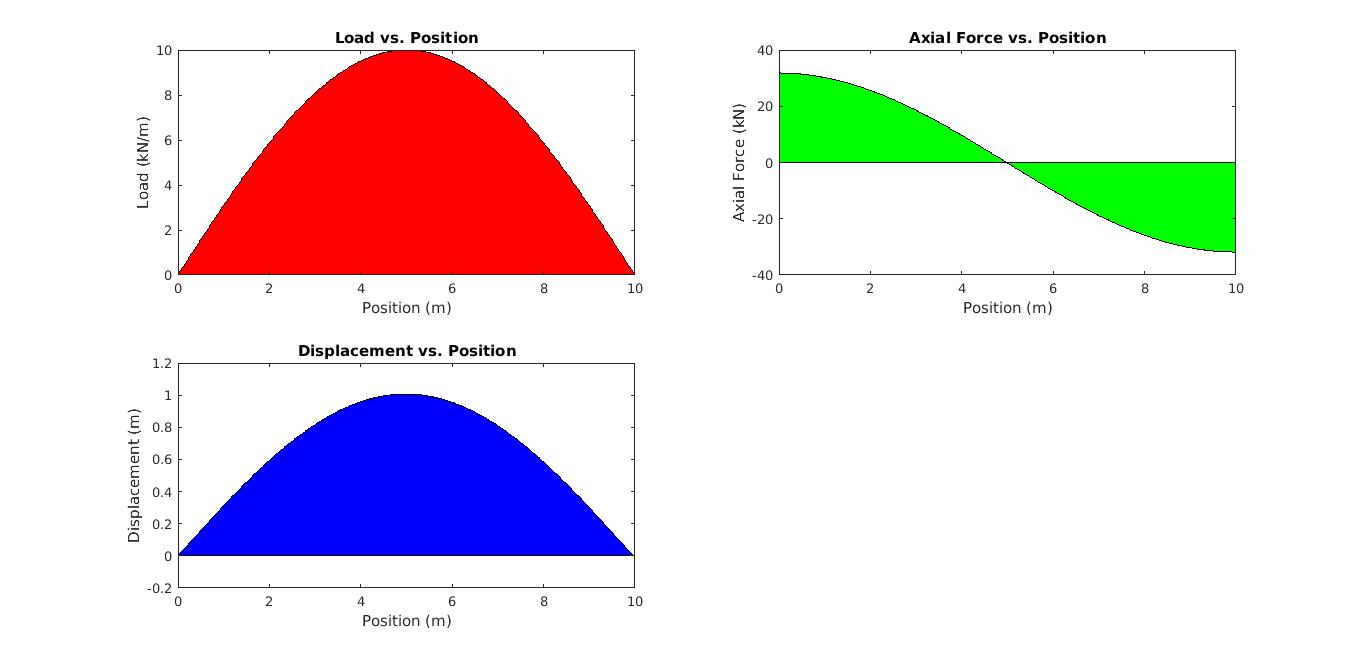 Load vs. Position
10
8
6
4
2
0
Load (kN/m)
0 2 4 6 8 10
Position (m)
Axial Force vs. Position
40
20
0
-20
-40
Axial Force (kN)
0 2 4 6 8 10
Position (m)
Displacement vs. Position
1.2
1
0.8
0.6
0.4
0.2
0
-0.2
Displacement (m)
0 2 4 6 8 10
Position (m)